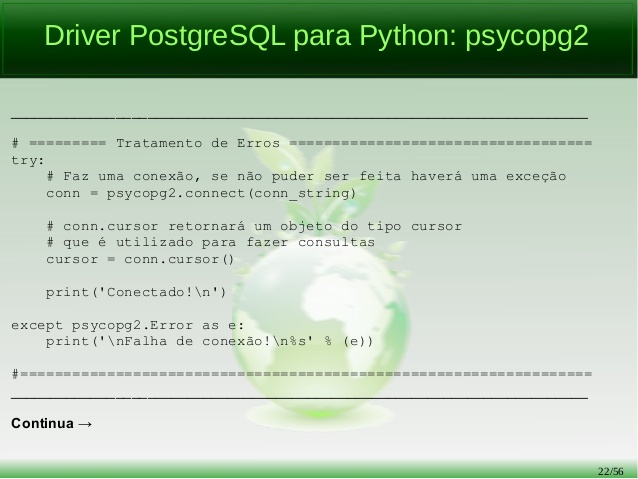 Driver PostgreSQL para Python: psycopg2
# ========= Tratamento de Erros ===================================
try:
    # Faz uma conexão, se não puder ser feita haverá uma exceção
    conn = psycopg2.connect(conn_string)
    # conn.cursor retornará um objeto do tipo cursor
    # que é utilizado para fazer consultas
    cursor = conn.cursor()
    print('Conectado!\n')
except psycopg2.Error as e:
    print('\nFalha de conexão!\n%s' % (e))
#==================================================================
Continua →
22/56